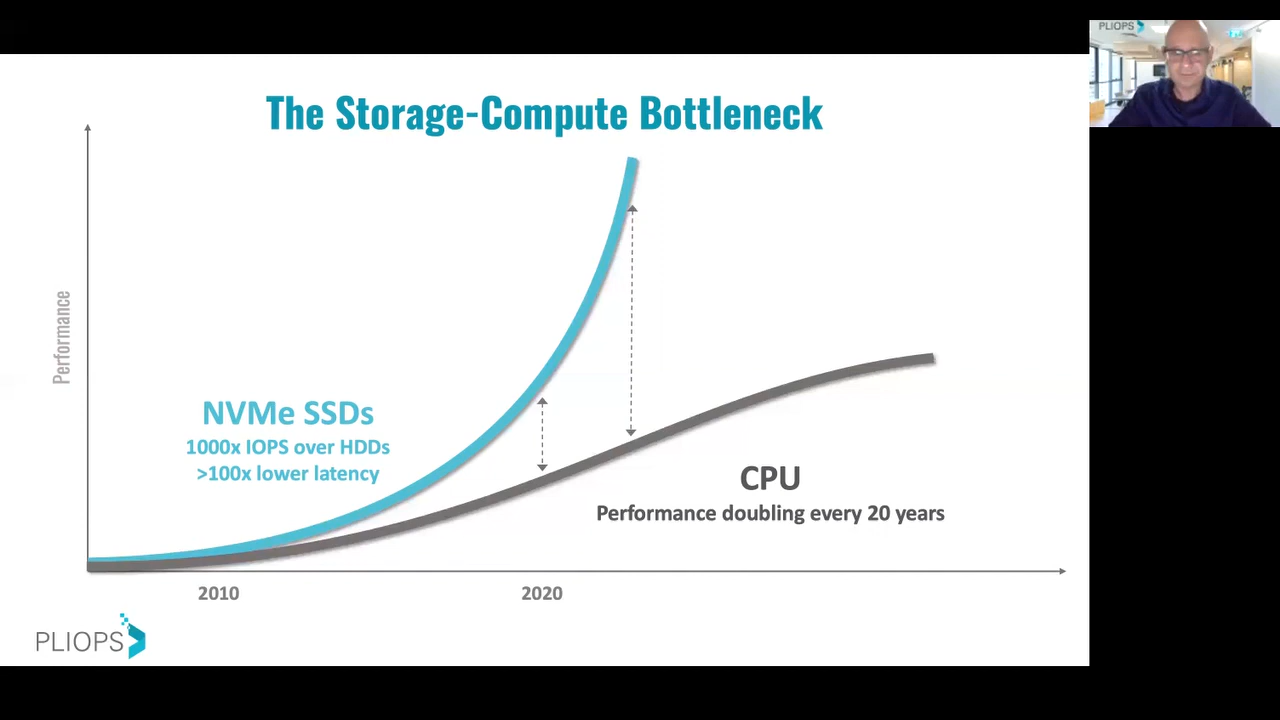 PLIOPS
The Storage-Compute Bottleneck
Performance
NVMe SSDs
1000x IOPS over HDDs
>100x lower latency
CPU
Performance doubling every 20 years
2010
2020
PLIOPS